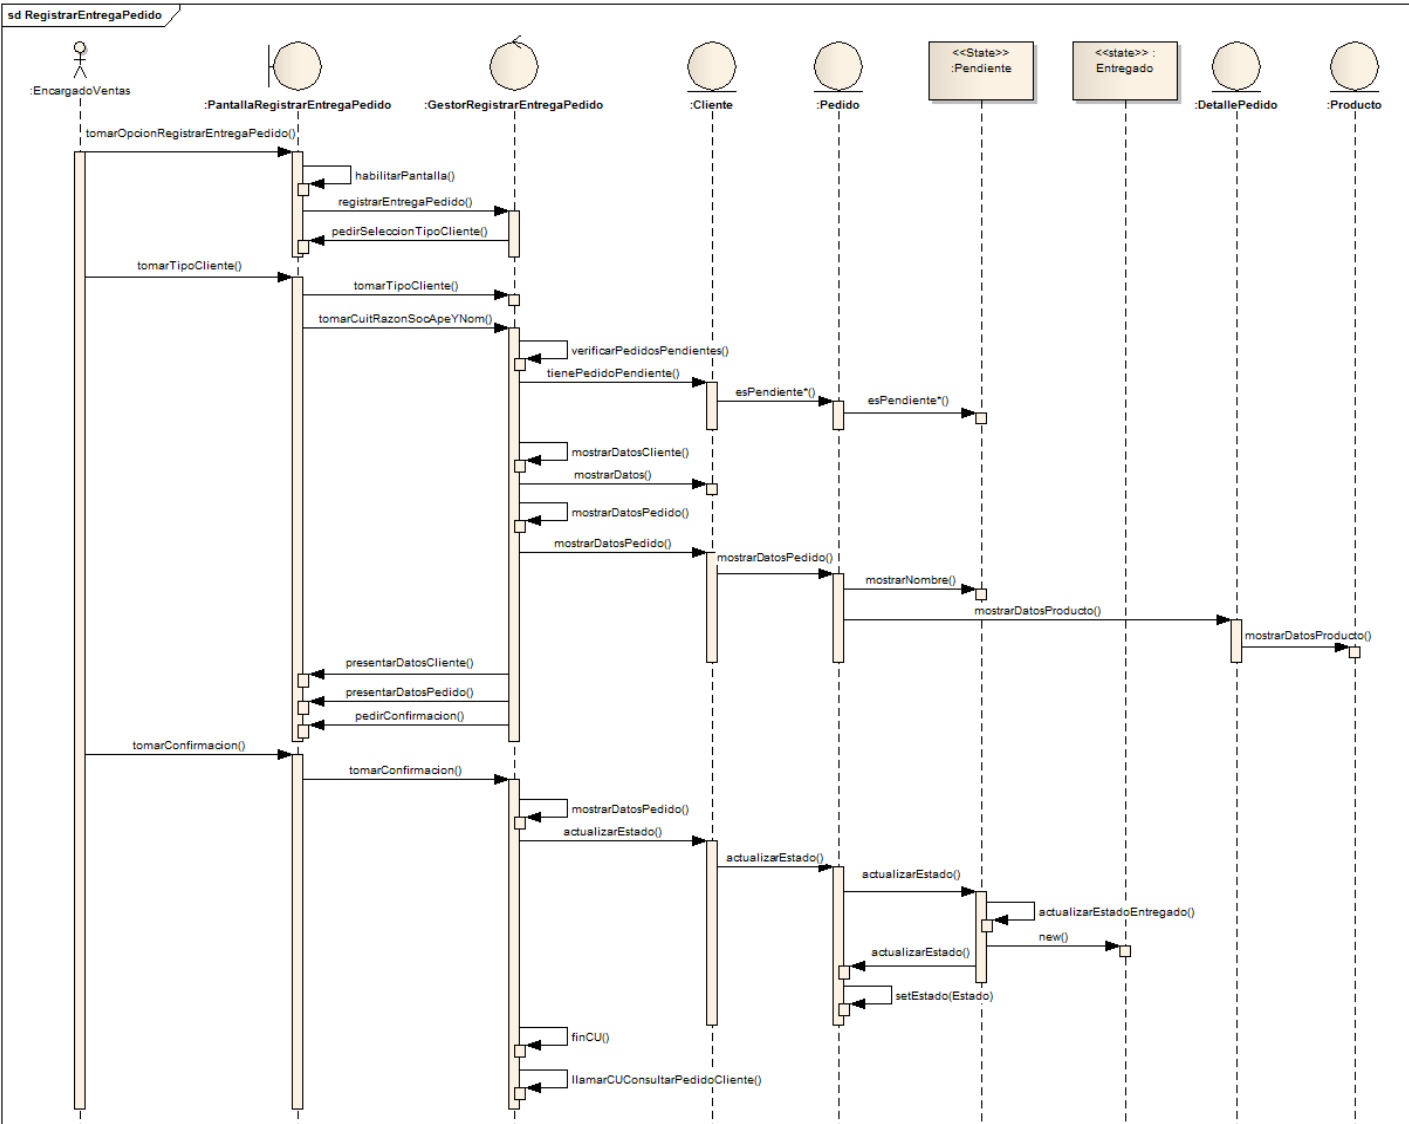 sd RegistrarEntregaPedido
<<State>>
:Pendiente
<<state>> :
Entregado
:EncargadoVentas
:PantallaRegistrarEntregaPedido
:GestorRegistrarEntregaPedido
:Cliente
:Pedido
:DetallePedido
:Producto
tomarOpcionRegistrarEntregaPedido()
habilitarPantalla()
registrarEntregaPedido()
pedirSeleccionTipoCliente()
tomarTipoCliente()
tomarTipoCliente()
tomarCuitRazonSocApeYNom()
verificarPedidosPendientes()
tienePedidoPendiente()
esPendiente*()
esPendiente*()
mostrarDatosCliente()
mostrarDatos()
mostrarDatosPedido()
mostrarDatosPedido()
mostrarDatosPedido()
mostrarNombre()
mostrarDatosProducto()
mostrarDatosProducto()
presentarDatosCliente()
presentarDatosPedido()
pedirConfirmacion()
tomarConfirmacion()
tomarConfirmacion()
mostrarDatosPedido()
actualizarEstado()
actualizarEstado()
actualizarEstado()
actualizarEstadoEntregado()
new()
actualizarEstado()
setEstado(Estado)
finCU()
llamarCUConsultarPedidoCliente()